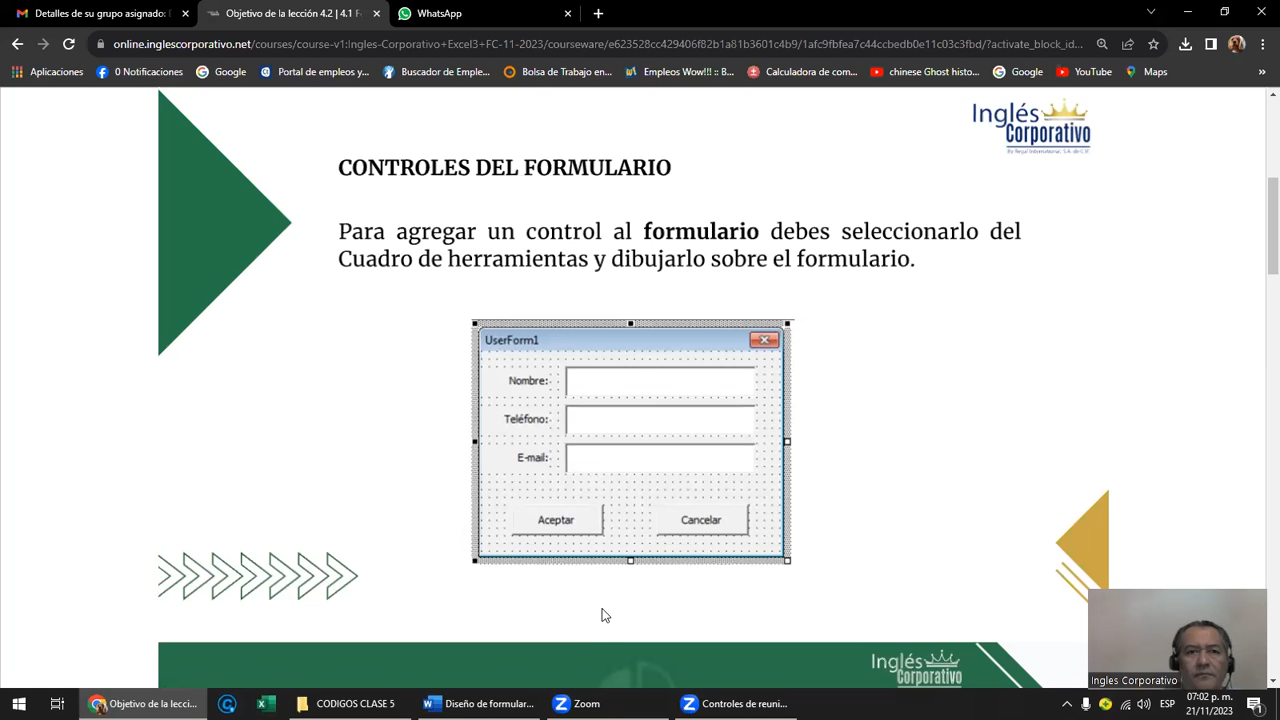 Detalles de su grupo asignado:
Objetivo de la lección 4.2 | 4.1 F
WhatsApp
online.inglescorporativo.net/courses/course-v1:Ingles-Corporativo+Excel3+FC-11-2023/courseware/e623528cc429406f82b1a81b3601c4b9/1afc9fbfea7c44ccbedb0e11c03c3fbd/?activate_block_id...
Aplicaciones
0 Notificaciones
Google
Portal de empleos y...
Buscador de Emple...
Bolsa de Trabajo en...
Empleos Wow!!! :: B...
Calculadora de com...
chinese Ghost histo...
Google
YouTube
Maps
»
Inglés
Corporativo
CONTROLES DEL FORMULARIO
Para agregar un control al formulario debes seleccionarlo del
Cuadro de herramientas y dibujarlo sobre el formulario.
UserForm1
Nombre:
Teléfono:
E-mail:
Aceptar
Cancelar
Inglés
Corporativo
Ingles Corporativo
Objetivo de la lecci...
CODIGOS CLASE 5
Diseño de formular...
Zoom
Controles de reuni...
ESP
07:02 p. m.
21/11/2023